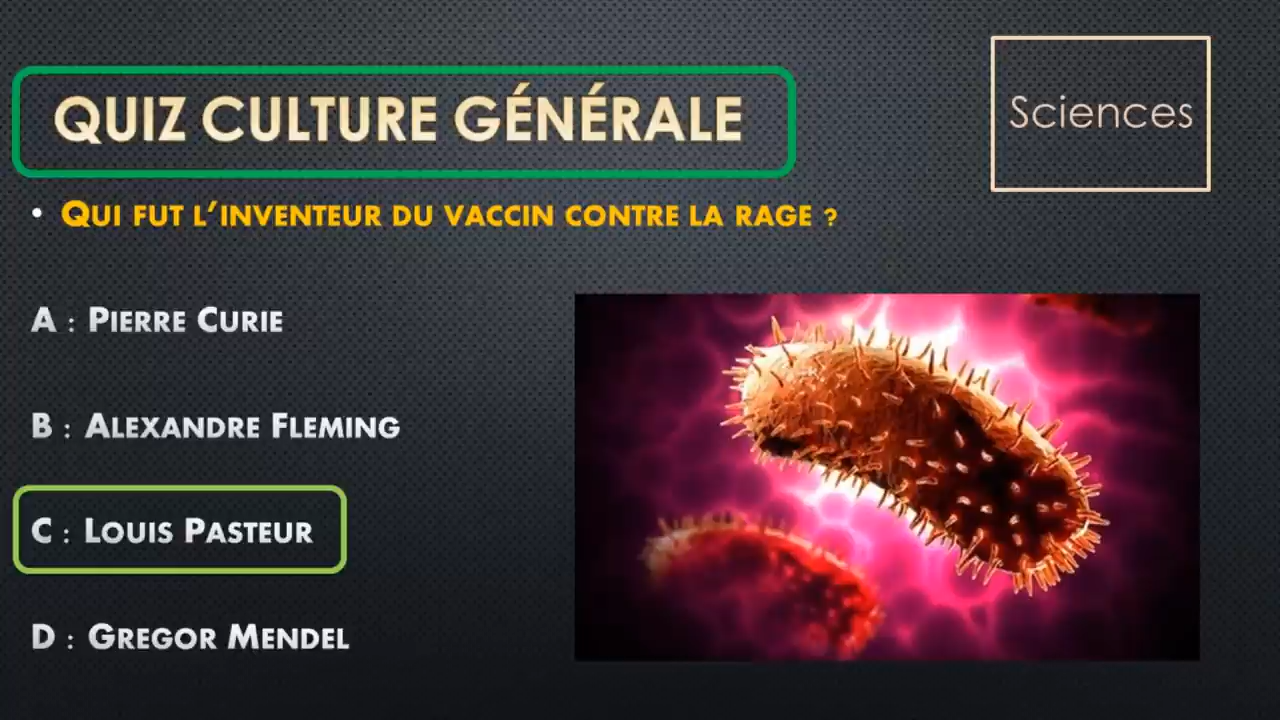 QUIZ CULTURE GÉNÉRALE
Sciences
• QUI FUT L'INVENTEUR DU VACCIN CONTRE LA RAGE ?
A : PIERRE CURIE
B : ALEXANDRE FLEMING
C : LOUIS PASTEUR
D : GREGOR MENDEL